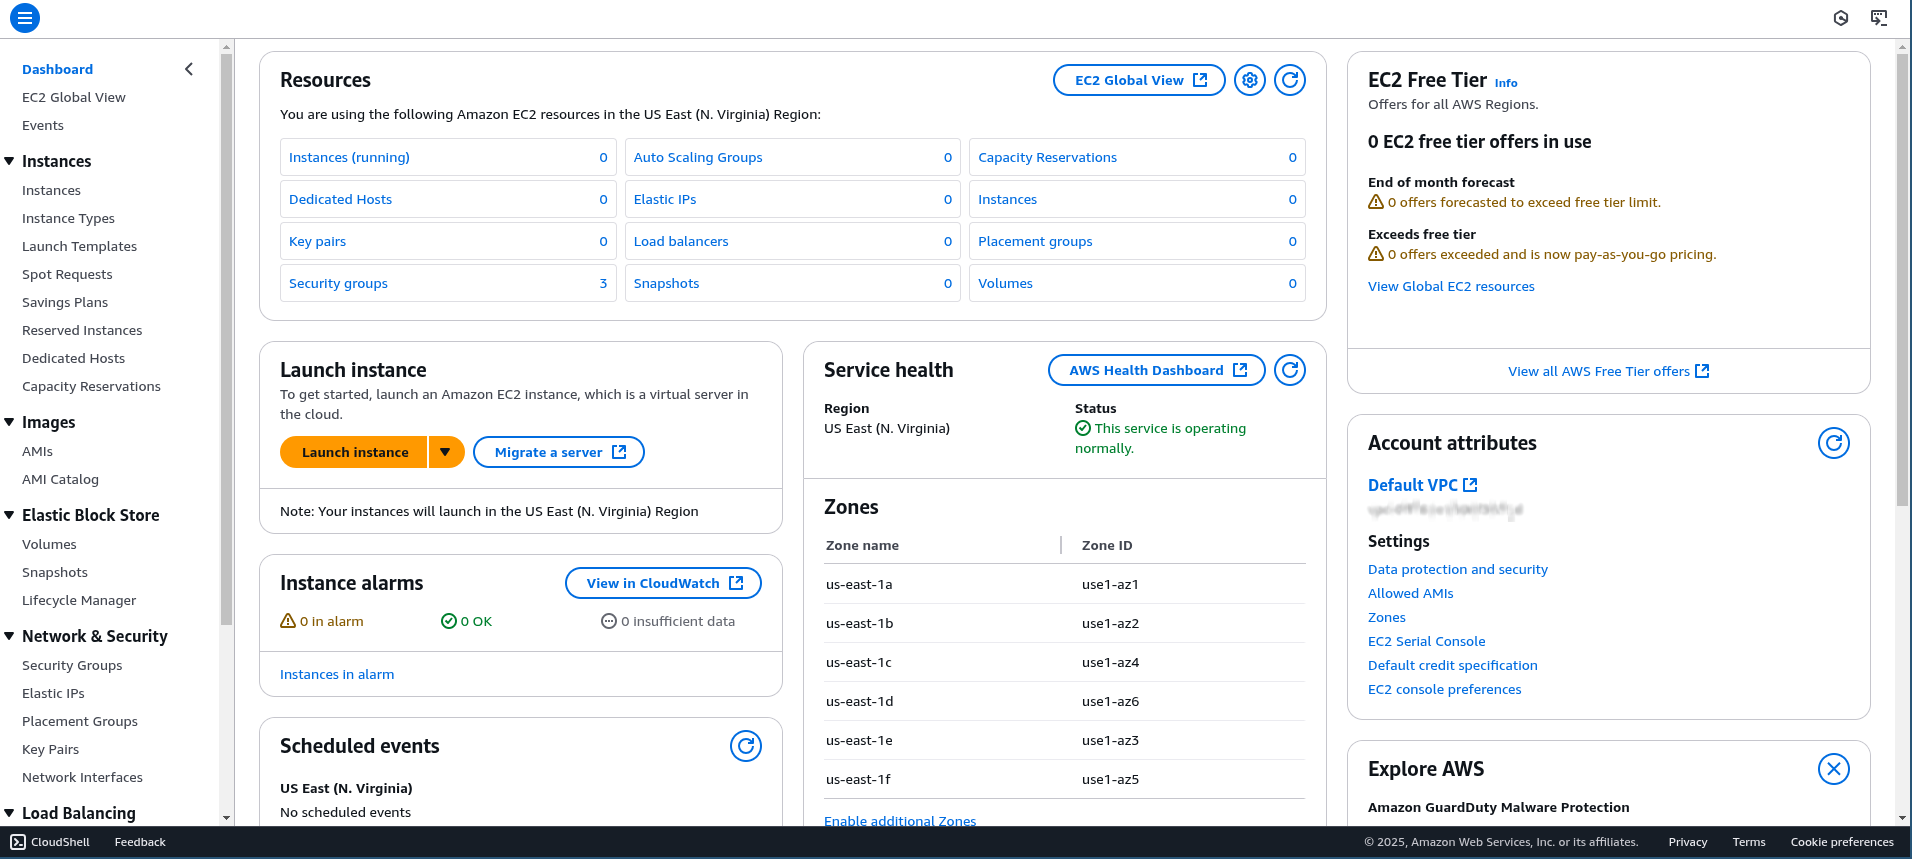 Dashboard
EC2 Global View
Events
Instances
Instances
Instance Types
Launch Templates
Spot Requests
Savings Plans
Reserved Instances
Dedicated Hosts
Capacity Reservations
Images
AMIs
AMI Catalog
Elastic Block Store
Volumes
Snapshots
Lifecycle Manager
Network & Security
Security Groups
Elastic IPs
Placement Groups
Key Pairs
Network Interfaces
Load Balancing
Resources
EC2 Global View
You are using the following Amazon EC2 resources in the US East (N. Virginia) Region:
Instances (running) 0 Auto Scaling Groups 0 Capacity Reservations 0
Dedicated Hosts 0 Elastic IPs 0 Instances 0
Key pairs 0 Load balancers 0 Placement groups 0
Security groups 3 Snapshots 0 Volumes 0
Launch instance
To get started, launch an Amazon EC2 instance, which is a virtual server in
the cloud.
Launch instance Migrate a server
Note: Your instances will launch in the US East (N. Virginia) Region
Instance alarms View in CloudWatch
0 in alarm 0 OK 0 insufficient data
Instances in alarm
Scheduled events
US East (N. Virginia)
No scheduled events
Service health AWS Health Dashboard
Region Status
US East (N. Virginia) This service is operating
normally.
Zones
Zone name Zone ID
us-east-1a use1-az1
us-east-1b use1-az2
us-east-1c use1-az4
us-east-1d use1-az6
us-east-1e use1-az3
us-east-1f use1-az5
Enable additional Zones
EC2 Free Tier Info
Offers for all AWS Regions.
0 EC2 free tier offers in use
End of month forecast
0 offers forecasted to exceed free tier limit.
Exceeds free tier
0 offers exceeded and is now pay-as-you-go pricing.
View Global EC2 resources
View all AWS Free Tier offers
Account attributes
Default VPC
Settings
Data protection and security
Allowed AMIs
Zones
EC2 Serial Console
Default credit specification
EC2 console preferences
Explore AWS
Amazon GuardDuty Malware Protection
CloudShell Feedback © 2025, Amazon Web Services, Inc. or its affiliates. Privacy Terms Cookie preferences